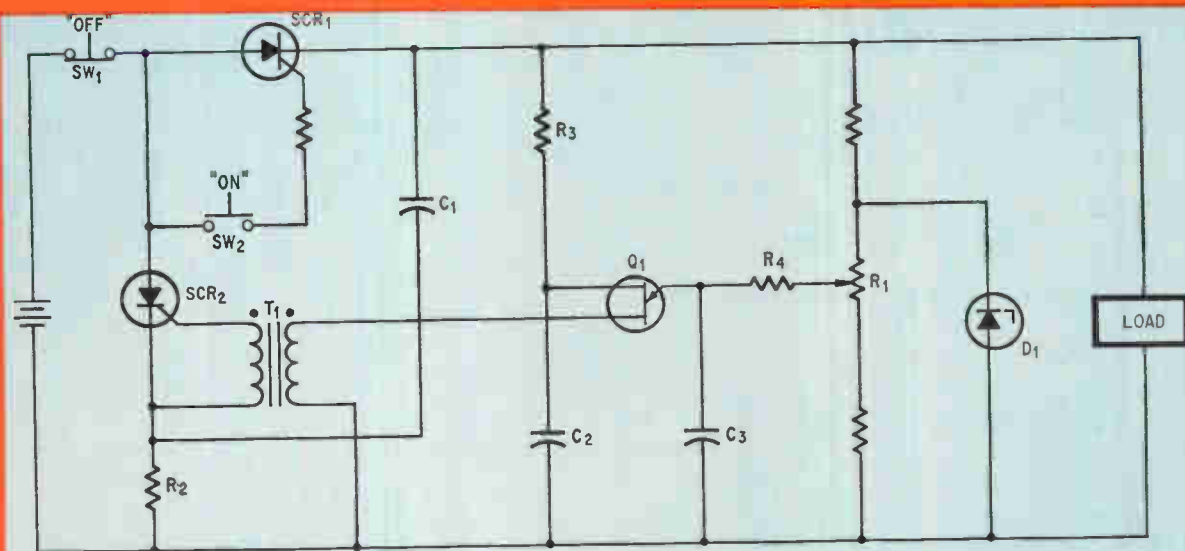 "OFF"
SW1
SCR1
"ON"
SW2
R3
C1
SCR2
T1
Q1
R4
R1
D1
LOAD
C2
C3
R2